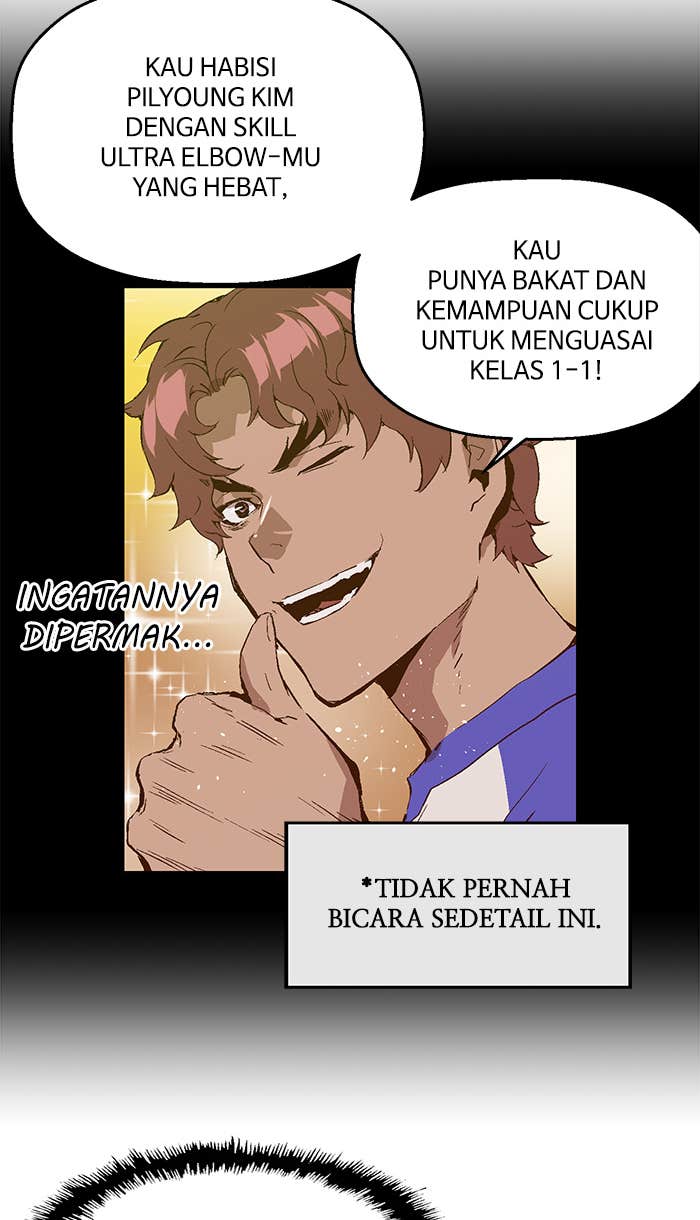 KAU HABISI
PILYOUNG KIM
DENGAN SKILL
ULTRA ELBOW-MU
YANG HEBAT,
KAU
PUNYA BAKAT DAN
KEMAMPUAN CUKUP
UNTUK MENGUASAI
KELAS 1-1!
INGATANNYA
DIPERMAK...
*TIDAK PERNAH
BICARA SEDETAIL INI.